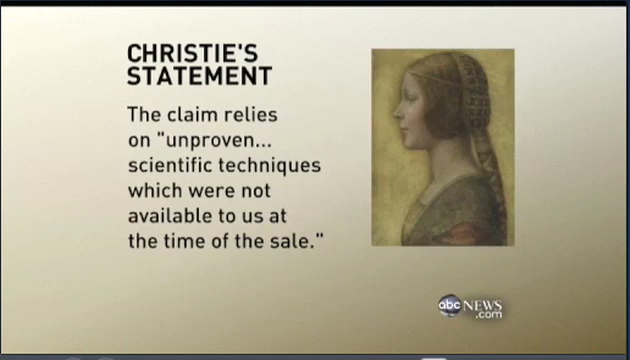 CHRISTIE'S
STATEMENT
The claim relies
on "unproven...
scientific techniques
which were not
available to us at
the time of the sale."
abc NEWS
.com